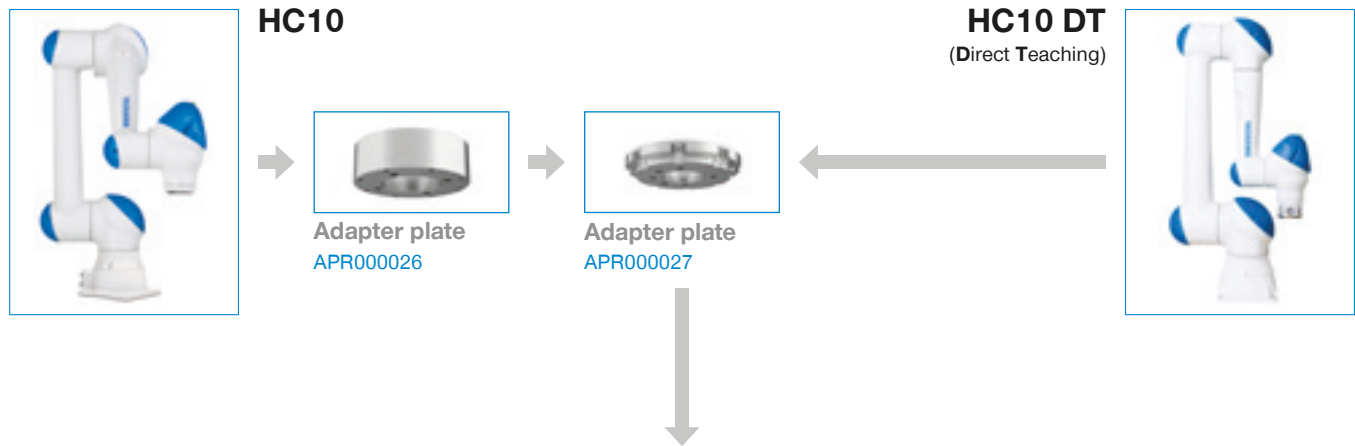 HC10
HC10 DT
(Direct Teaching)
Adapter plate
APR000026
Adapter plate
APR000027